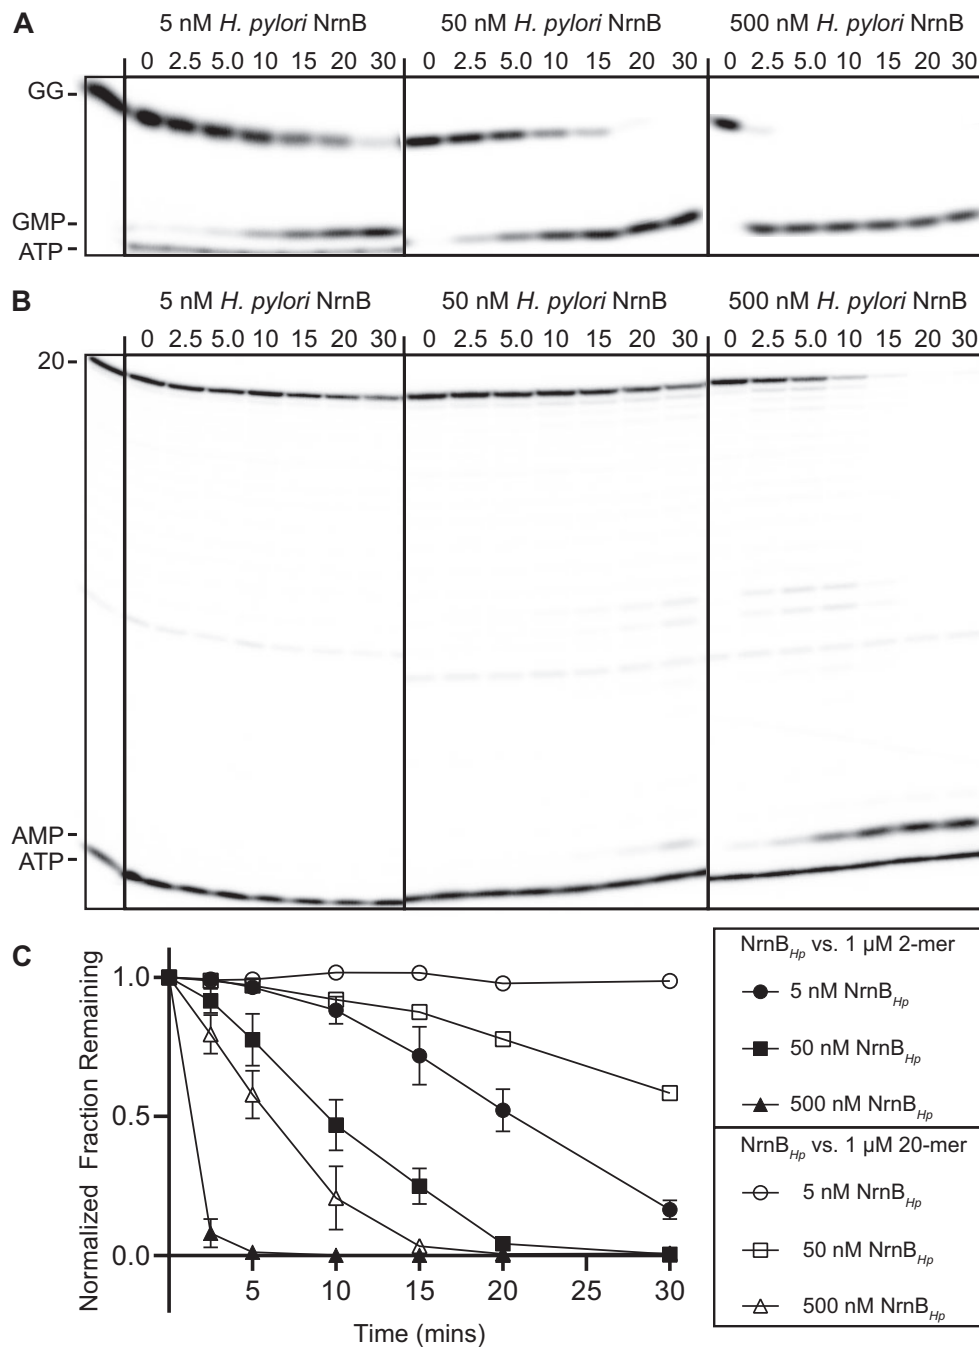 A
5 nM H. pylori NrnB 50 nM H. pylori NrnB 500 nM H. pylori NrnB
0 2.5 5.0 10 15 20 30 0 2.5 5.0 10 15 20 30 0 2.5 5.0 10 15 20 30
GG
GMP
ATP
B
5 nM H. pylori NrnB 50 nM H. pylori NrnB 500 nM H. pylori NrnB
0 2.5 5.0 10 15 20 30 0 2.5 5.0 10 15 20 30 0 2.5 5.0 10 15 20 30
20
AMP
ATP
C
Normalized Fraction Remaining
1.0
0.5
0.0
5 10 15 20 25 30
Time (mins)
NrnBHp vs. 1 µM 2-mer
5 nM NrnBHp
50 nM NrnBHp
500 nM NrnBHp
NrnBHp vs. 1 µM 20-mer
5 nM NrnBHp
50 nM NrnBHp
500 nM NrnBHp